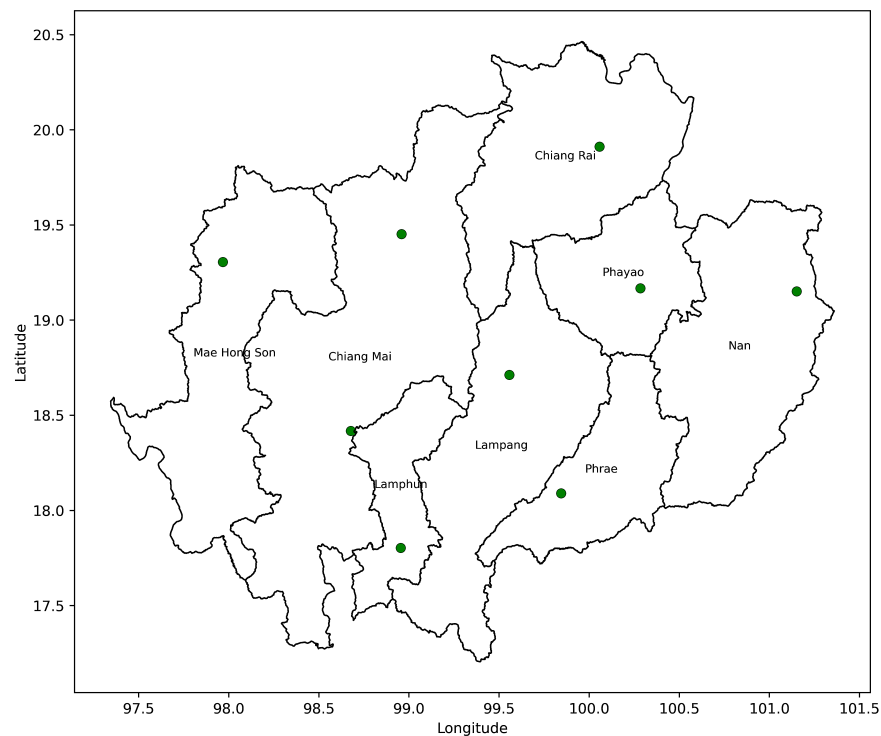 20.5
20.0
19.5
19.0
18.5
18.0
17.5
Latitude
Chiang Rai
Phayao
Nan
Mae Hong Son
Chiang Mai
Lampang
Phrae
Lamphun
97.5 98.0 98.5 99.0 99.5 100.0 100.5 101.0 101.5
Longitude